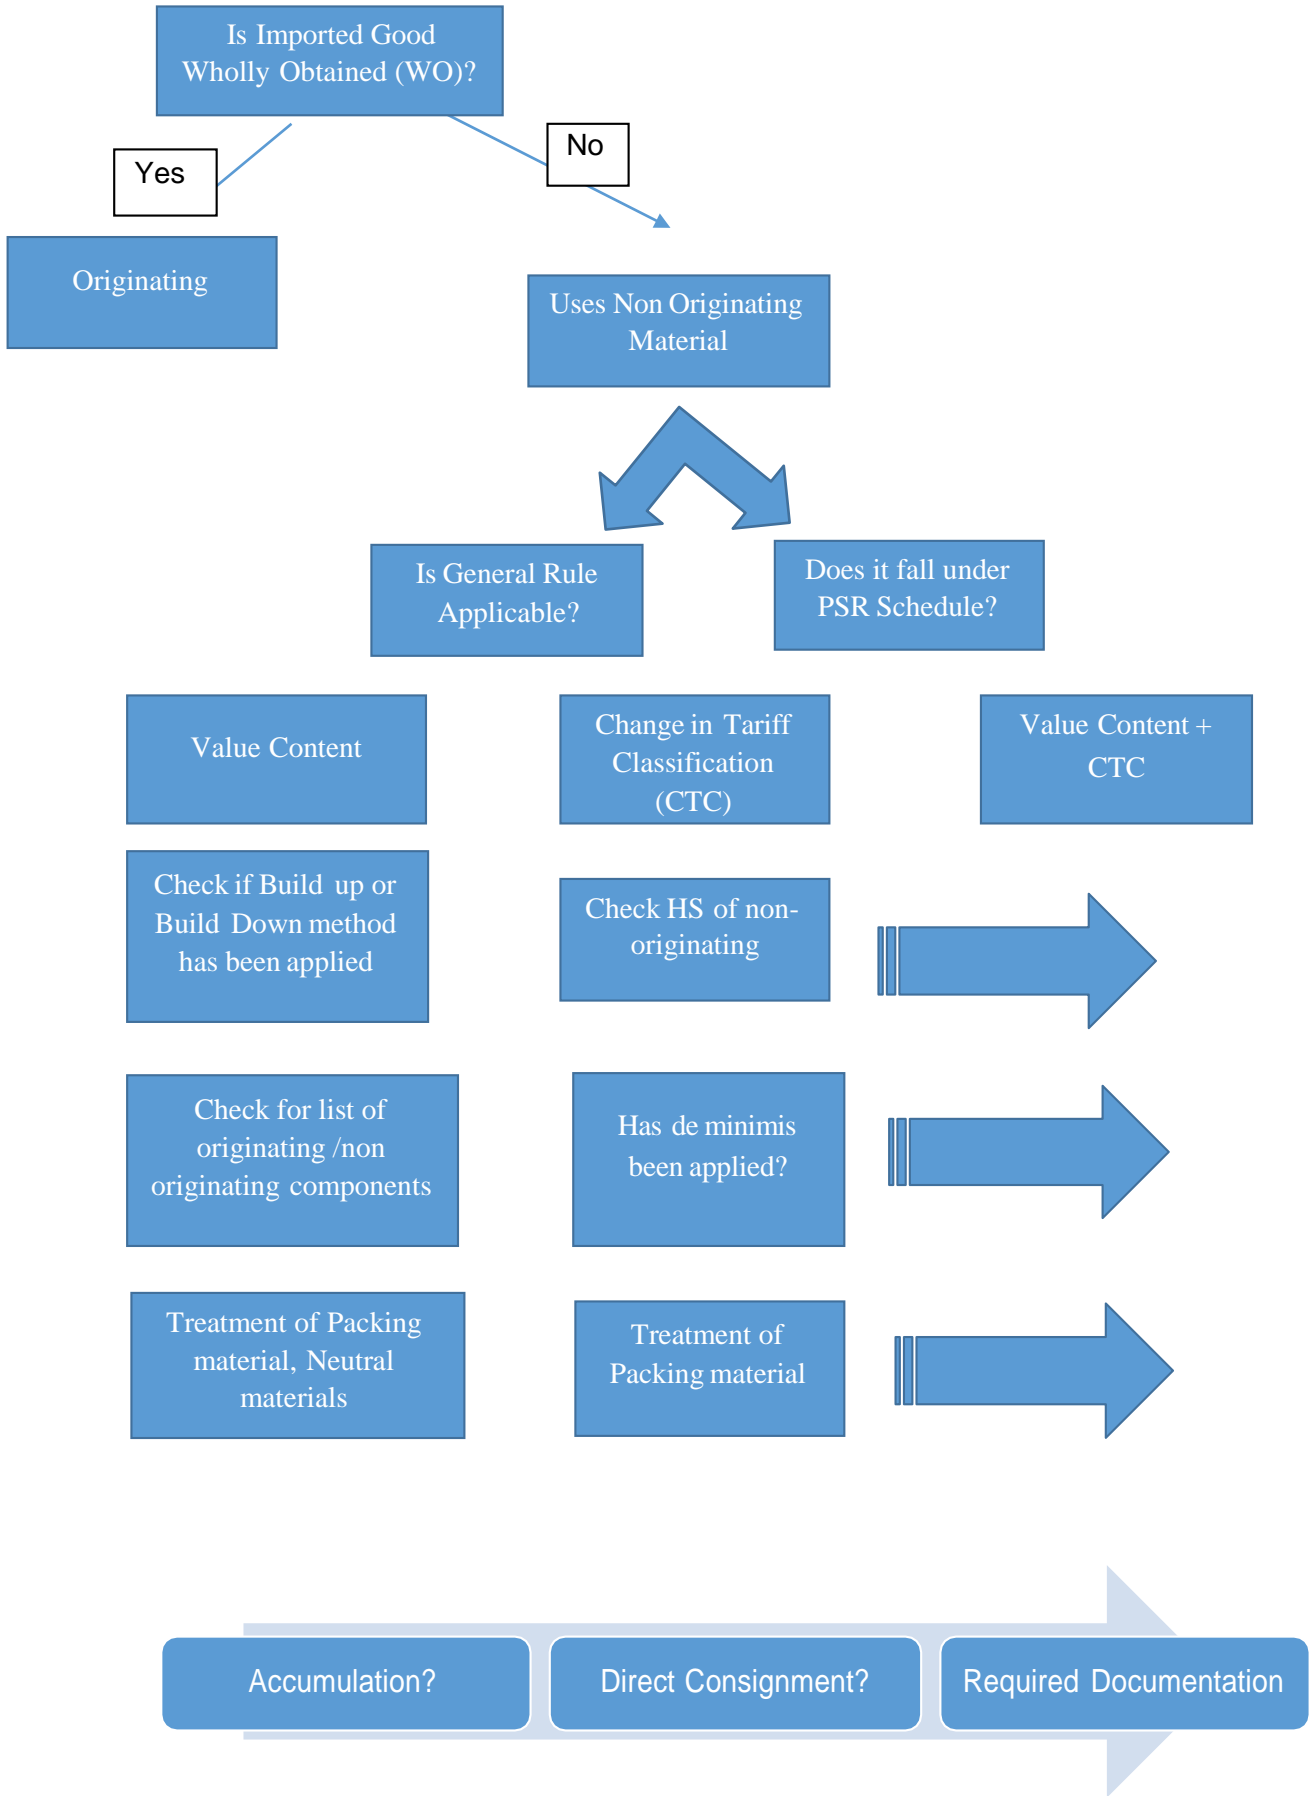 Is Imported Good
Wholly Obtained (WO)?
Yes
No
Originating
Uses Non Originating
Material
Is General Rule
Applicable?
Does it fall under
PSR Schedule?
Value Content
Change in Tariff
Classification
(CTC)
Value Content +
CTC
Check if Build up or
Build Down method
has been applied
Check HS of non-
originating
Check for list of
originating /non
originating components
Has de minimis
been applied?
Treatment of Packing
material, Neutral
materials
Treatment of
Packing material
Accumulation?
Direct Consignment?
Required Documentation